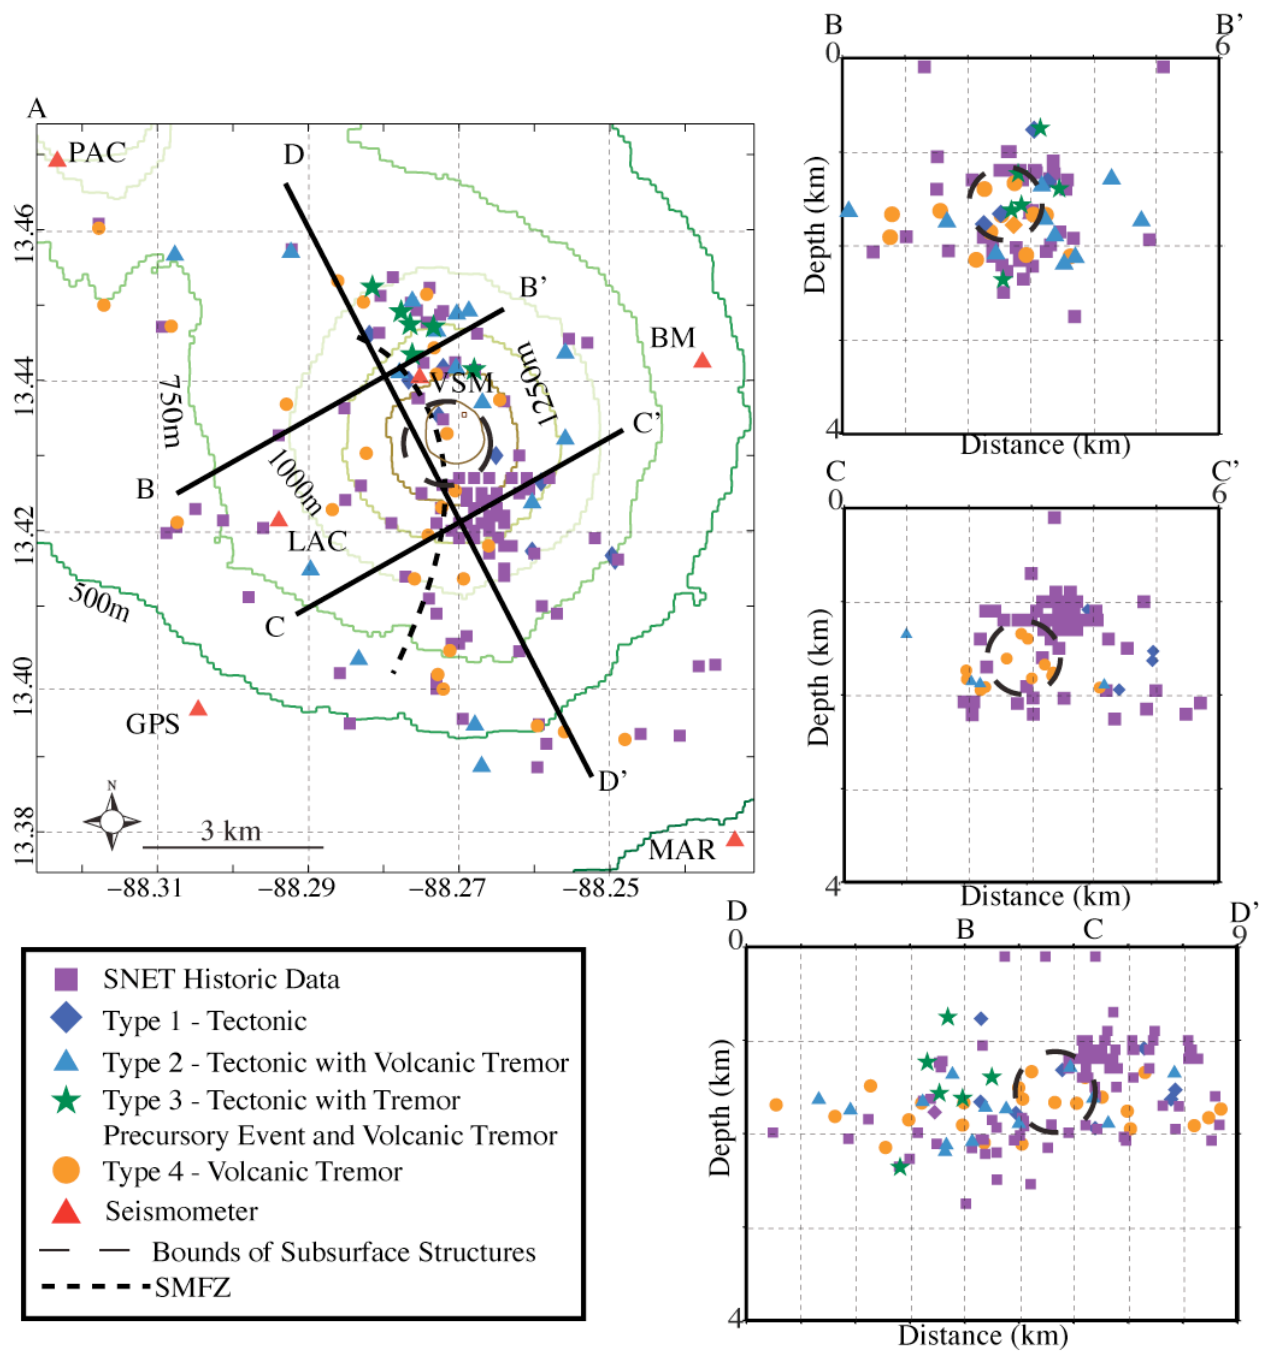 A
PAC
D
B'
BM
VSM
1250m
C'
750m
1000m
B
LAC
C
500m
GPS
D'
N
3 km
MAR
13.46
13.44
13.42
13.40
13.38
−88.31
−88.29
−88.27
−88.25
B
B'
0
6
Depth (km)
4
Distance (km)
C
C'
0
6
Depth (km)
4
Distance (km)
D
B
C
D'
0
9
Depth (km)
4
Distance (km)
SNET Historic Data
Type 1 - Tectonic
Type 2 - Tectonic with Volcanic Tremor
Type 3 - Tectonic with Tremor
Precursory Event and Volcanic Tremor
Type 4 - Volcanic Tremor
Seismometer
Bounds of Subsurface Structures
SMFZ